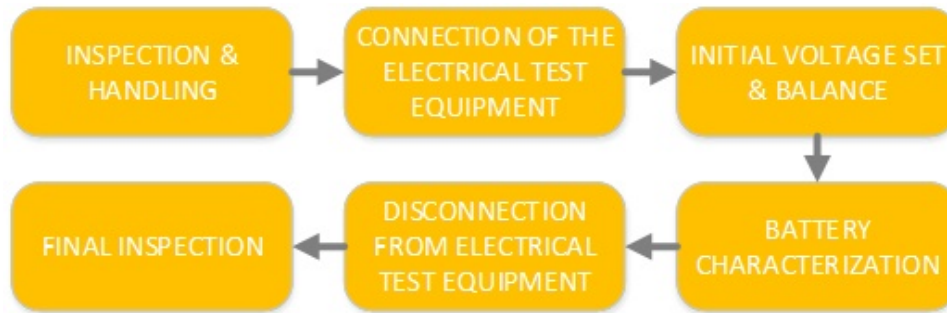 INSPECTION &
HANDLING
CONNECTION OF THE
ELECTRICAL TEST
EQUIPMENT
INITIAL VOLTAGE SET
& BALANCE
BATTERY
CHARACTERIZATION
DISCONNECTION
FROM ELECTRICAL
TEST EQUIPMENT
FINAL INSPECTION